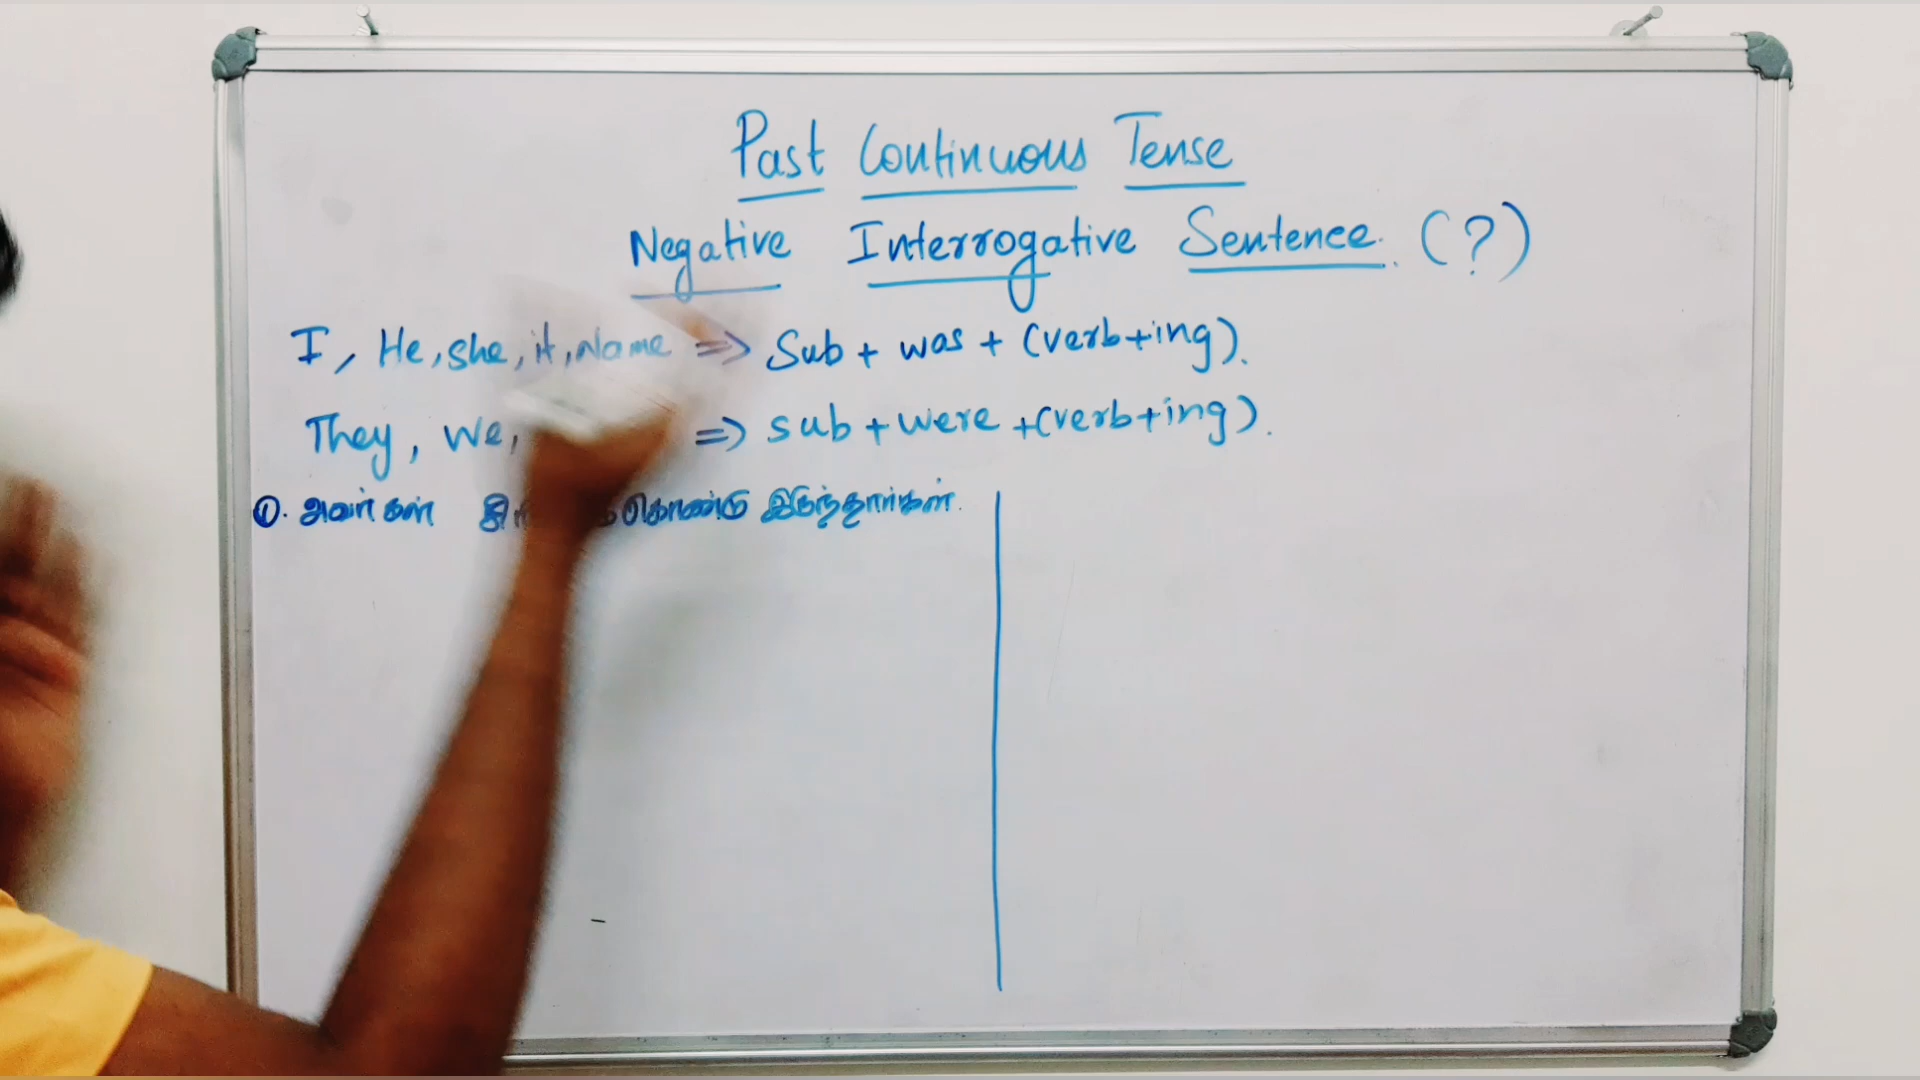 Past Continuous Tense
Negative Interrogative Sentence. (?)
I, He, she, it, Name => Sub + was + (verb+ing).
They, We, => sub + were + (verb+ing).
①. அவர்கள் கொண்டு இருந்தார்கள்.